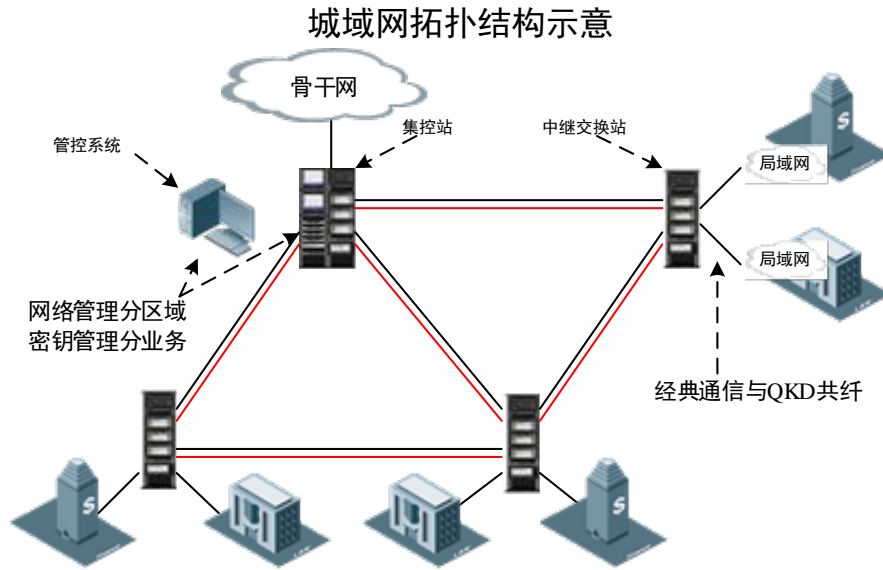 城域网拓扑结构示意
骨干网
集控站
中继交换站
管控系统
局域网
局域网
网络管理分区域
密钥管理分业务
经典通信与QKD共纤
S
S
S